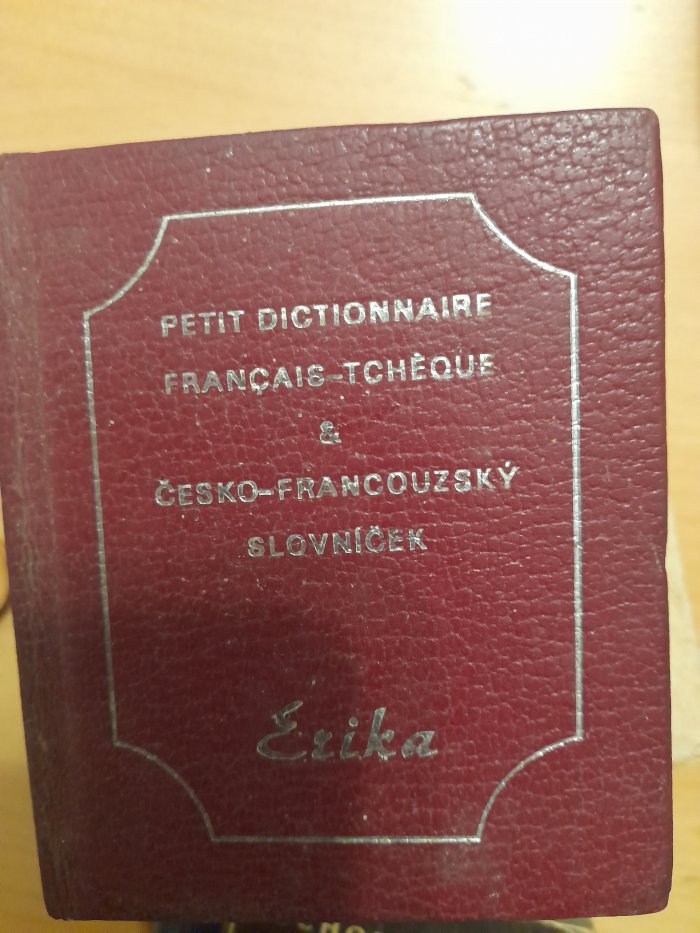 PETIT DICTIONNAIRE
FRANÇAIS-TCHÈQUE
&
ČESKO-FRANCOUZSKÝ
SLOVNÍČEK
Erika